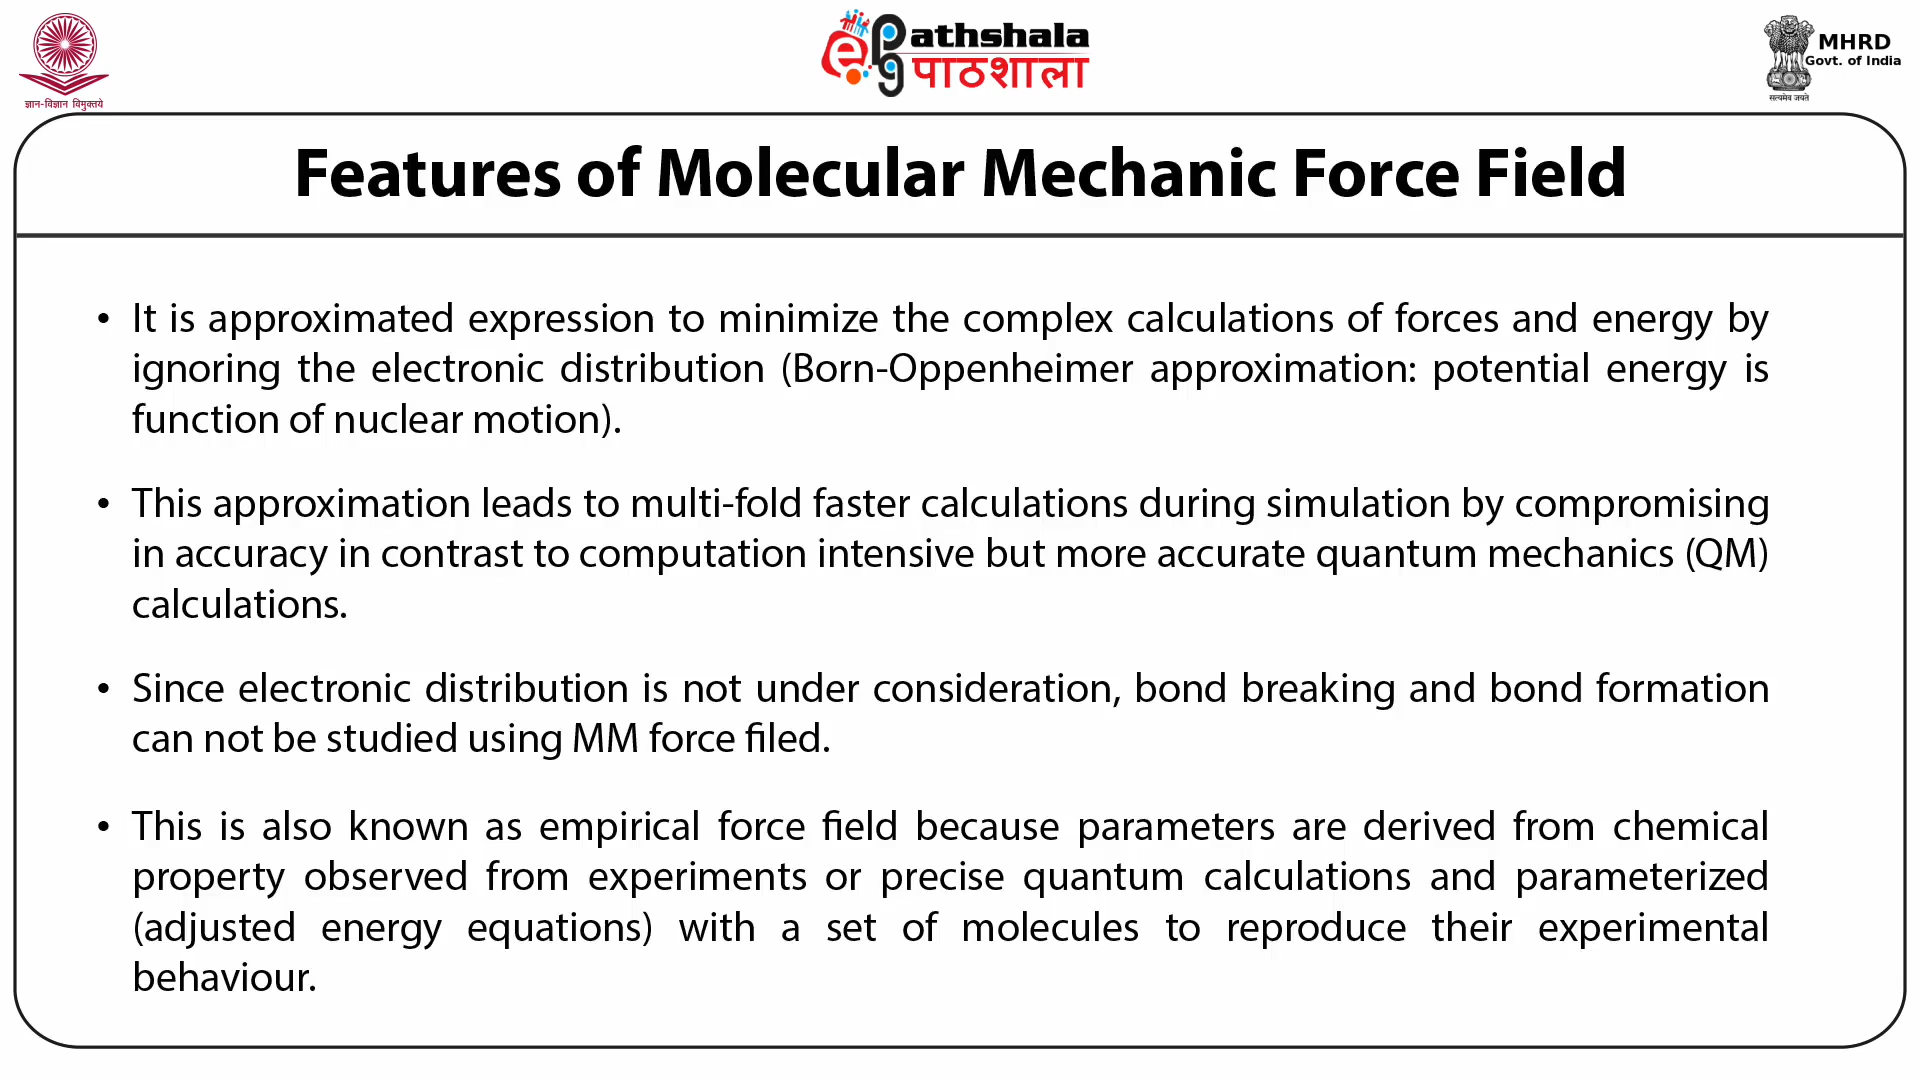 ज्ञान-विज्ञान विमुक्तये
ePg athshala
पाठशाला
MHRD
Govt. of India
सत्यमेव जयते
Features of Molecular Mechanic Force Field
• It is approximated expression to minimize the complex calculations of forces and energy by
ignoring the electronic distribution (Born-Oppenheimer approximation: potential energy is
function of nuclear motion).
• This approximation leads to multi-fold faster calculations during simulation by compromising
in accuracy in contrast to computation intensive but more accurate quantum mechanics (QM)
calculations.
• Since electronic distribution is not under consideration, bond breaking and bond formation
can not be studied using MM force filed.
• This is also known as empirical force field because parameters are derived from chemical
property observed from experiments or precise quantum calculations and parameterized
(adjusted energy equations) with a set of molecules to reproduce their experimental
behaviour.